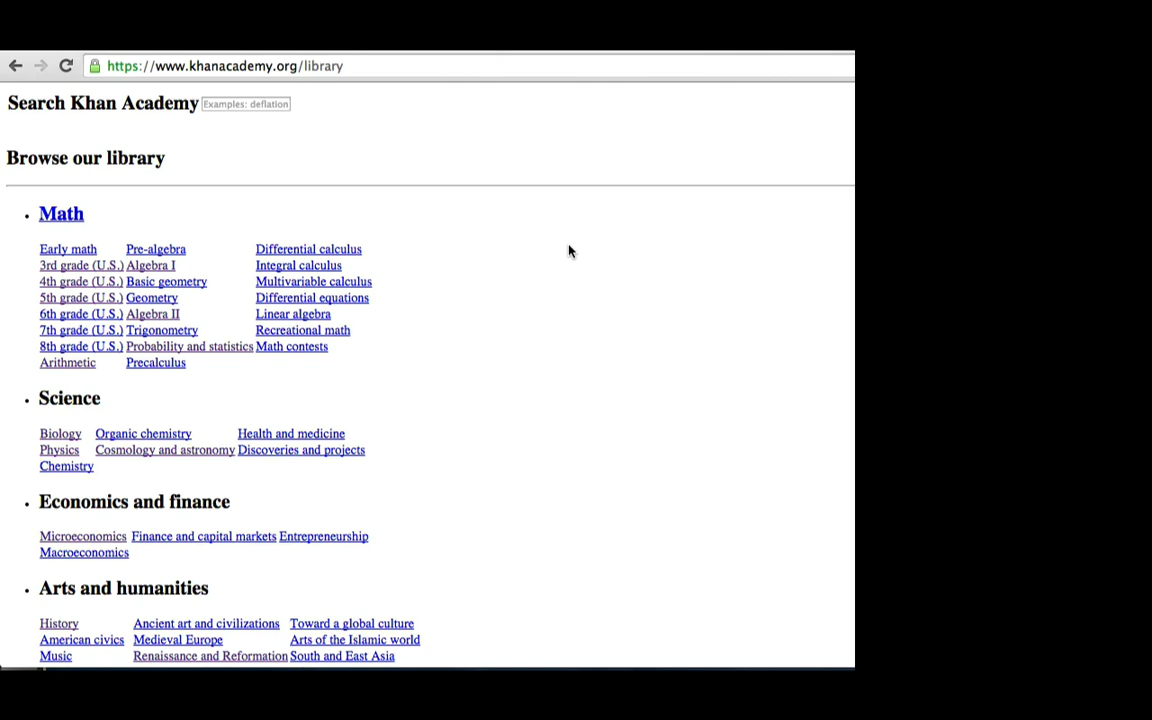 https://www.khanacademy.org/library
Search Khan Academy Examples: deflation
Browse our library
Math
Early math Pre-algebra Differential calculus
3rd grade (U.S.) Algebra I Integral calculus
4th grade (U.S.) Basic geometry Multivariable calculus
5th grade (U.S.) Geometry Differential equations
6th grade (U.S.) Algebra II Linear algebra
7th grade (U.S.) Trigonometry Recreational math
8th grade (U.S.) Probability and statistics Math contests
Arithmetic Precalculus
Science
Biology Organic chemistry Health and medicine
Physics Cosmology and astronomy Discoveries and projects
Chemistry
Economics and finance
Microeconomics Finance and capital markets Entrepreneurship
Macroeconomics
Arts and humanities
History Ancient art and civilizations Toward a global culture
American civics Medieval Europe Arts of the Islamic world
Music Renaissance and Reformation South and East Asia